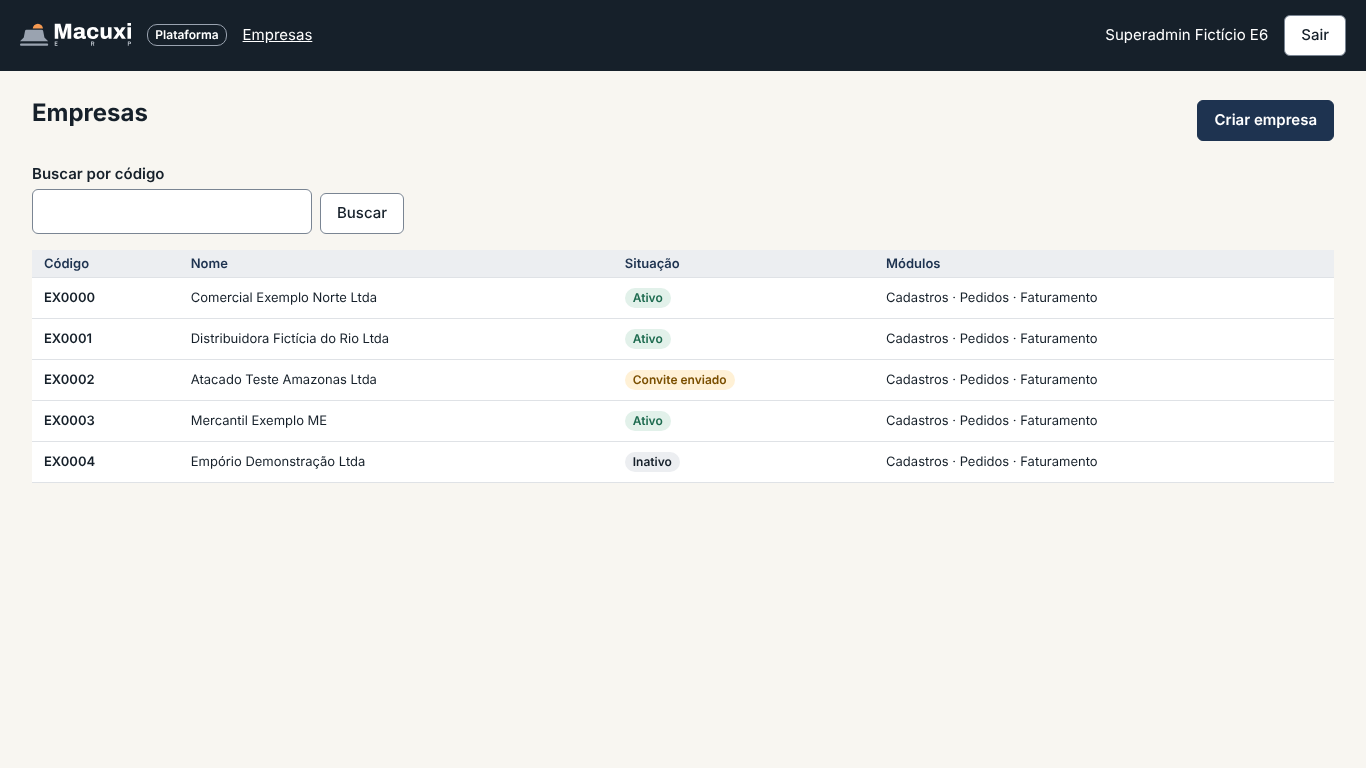 Macuxi
E R P
Plataforma
Empresas
Superadmin Fictício E6
Sair
Empresas
Criar empresa
Buscar por código
Buscar
Código Nome Situação Módulos
EX0000 Comercial Exemplo Norte Ltda Ativo Cadastros · Pedidos · Faturamento
EX0001 Distribuidora Fictícia do Rio Ltda Ativo Cadastros · Pedidos · Faturamento
EX0002 Atacado Teste Amazonas Ltda Convite enviado Cadastros · Pedidos · Faturamento
EX0003 Mercantil Exemplo ME Ativo Cadastros · Pedidos · Faturamento
EX0004 Empório Demonstração Ltda Inativo Cadastros · Pedidos · Faturamento